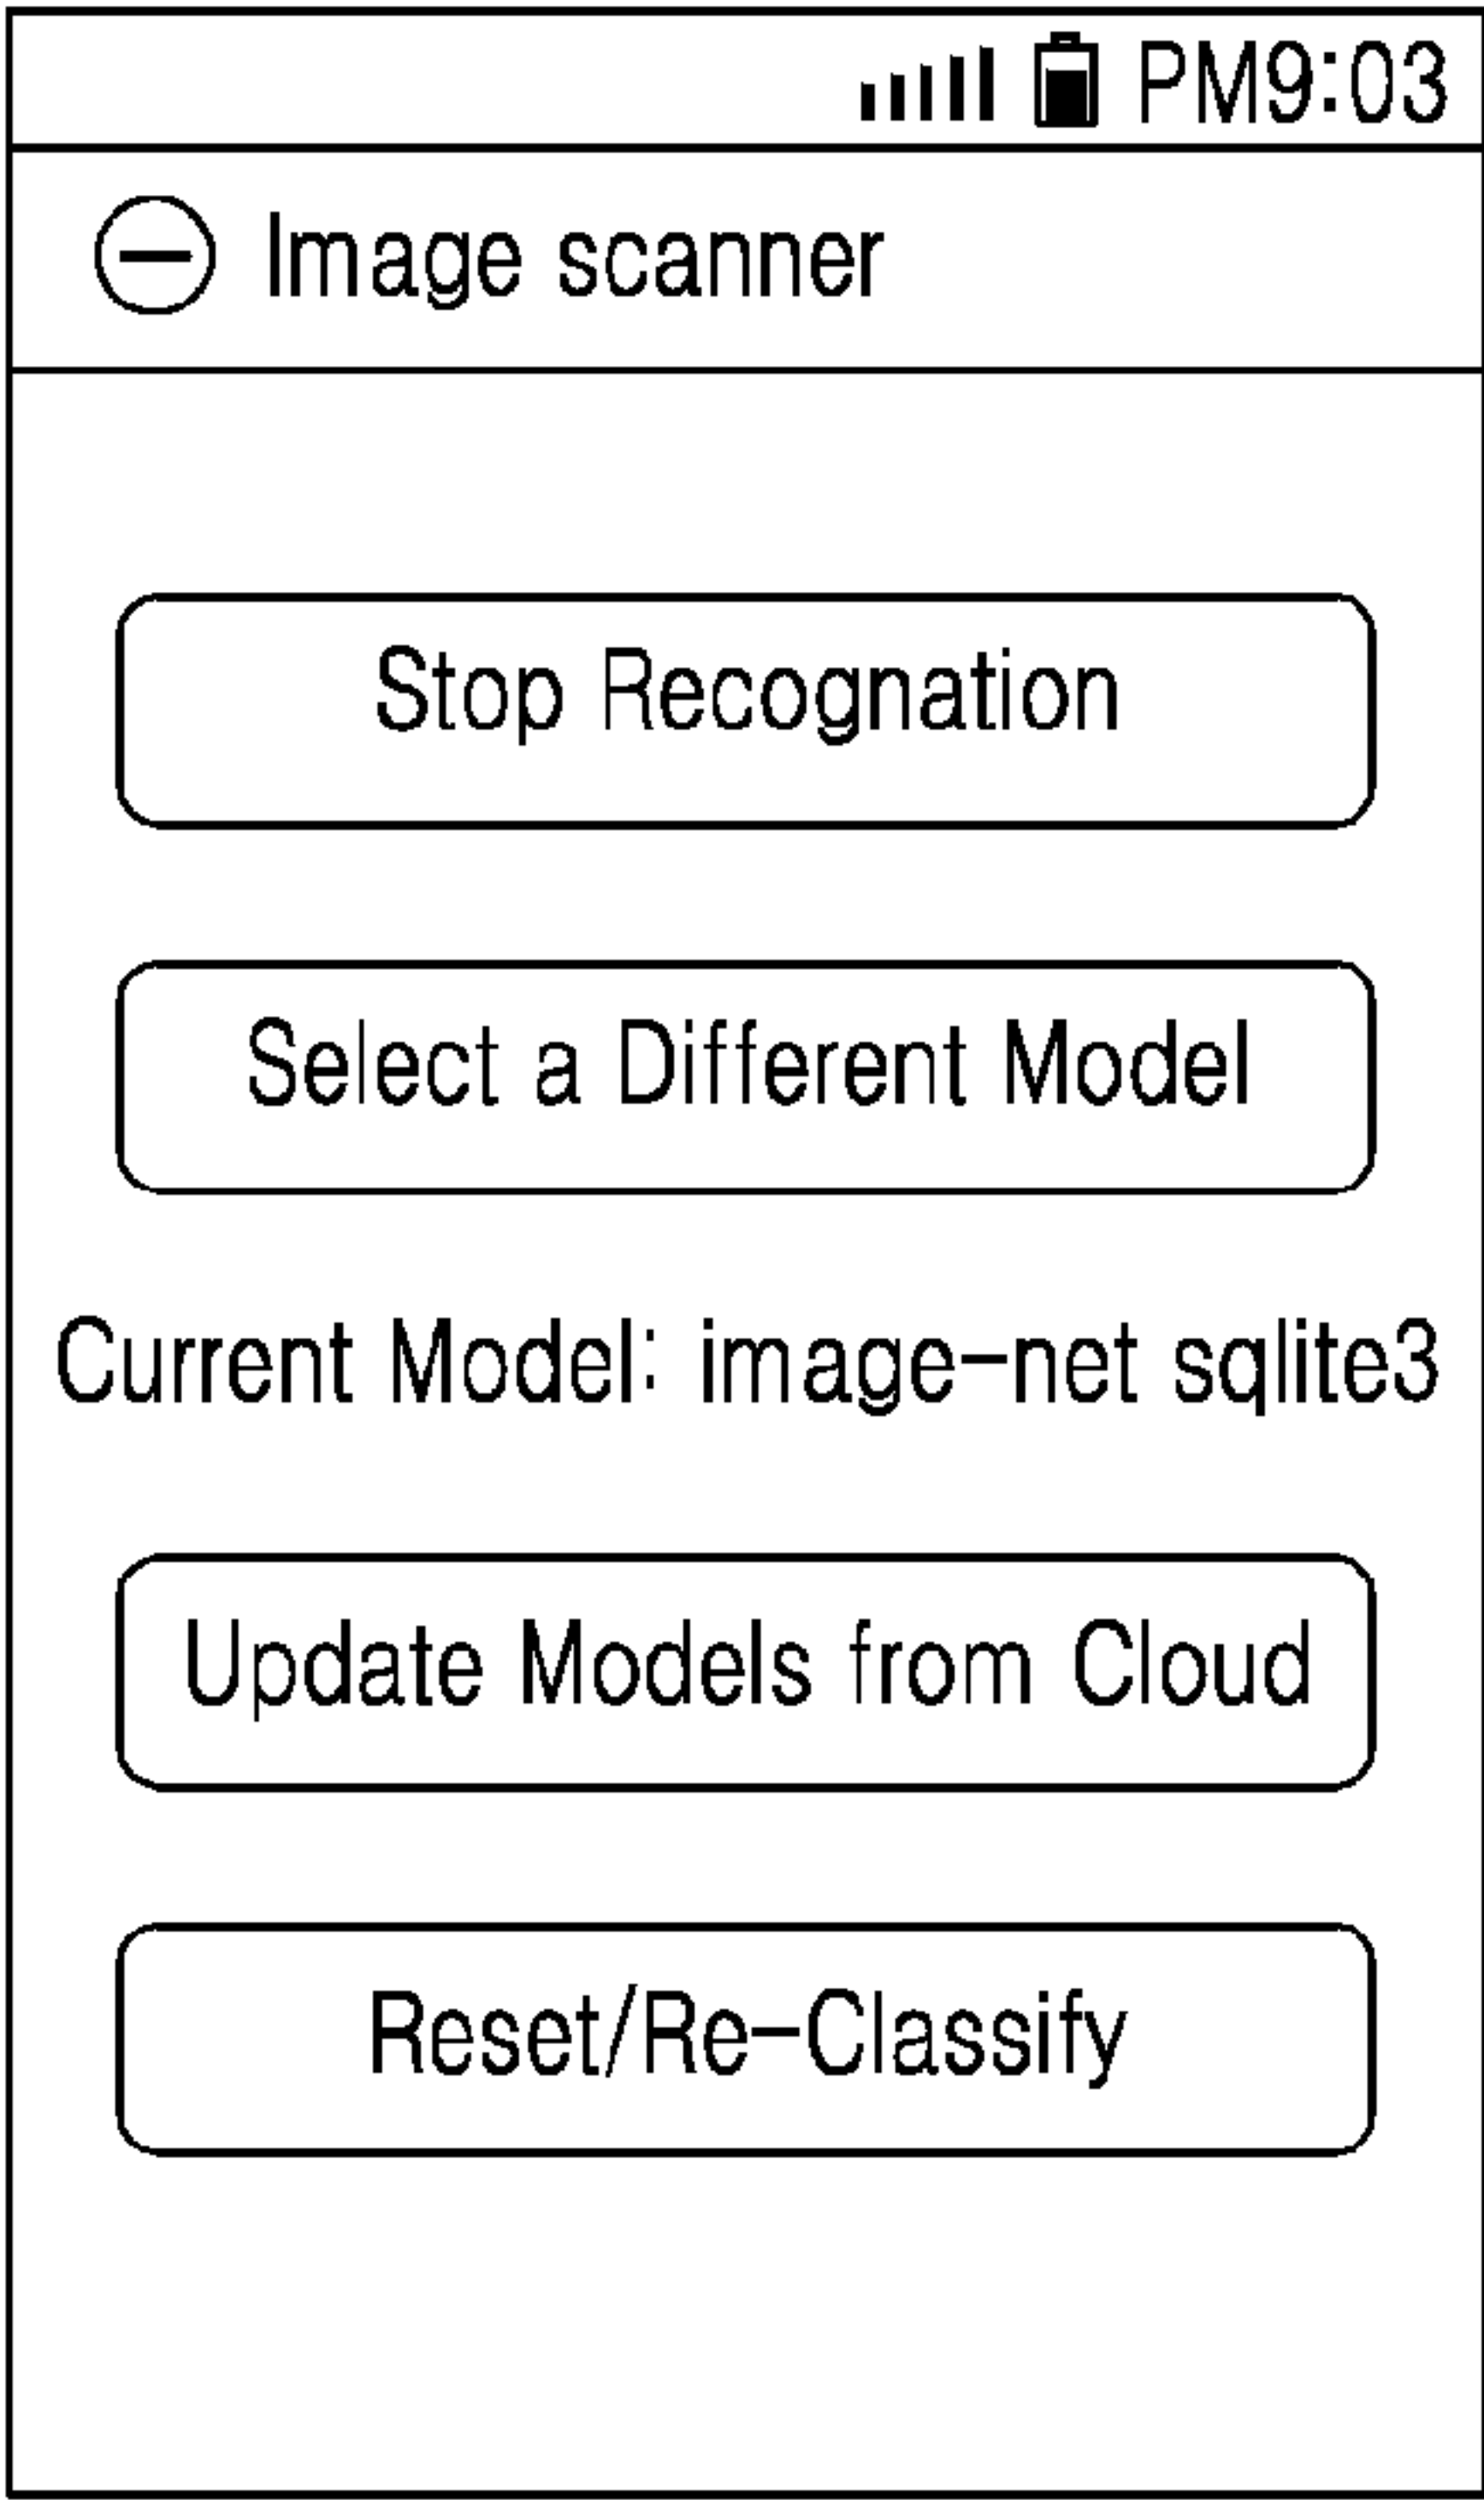 PM9:03
Image scanner
Stop Recognation
Select a Different Model
Current Model: image-net sqlite3
Update Models from Cloud
Reset/Re-Classify